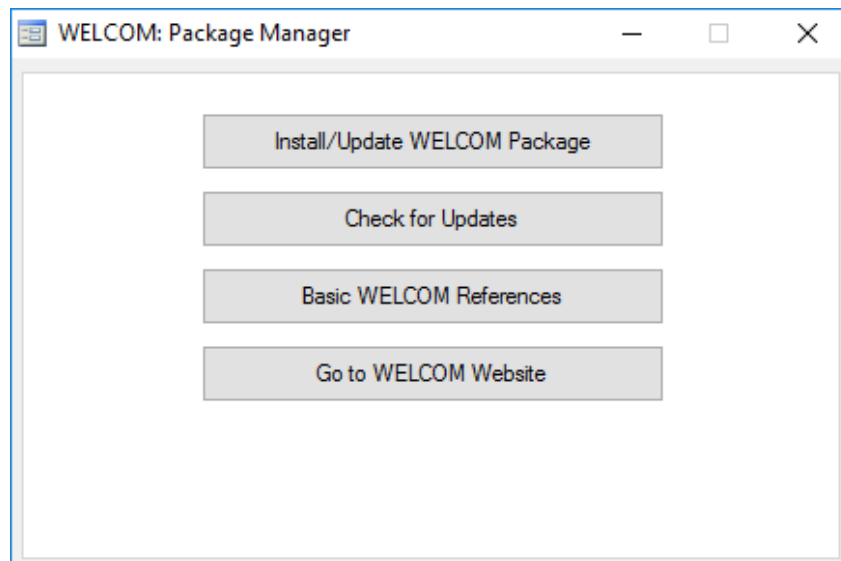 WELCOM: Package Manager
Install/Update WELCOM Package
Check for Updates
Basic WELCOM References
Go to WELCOM Website